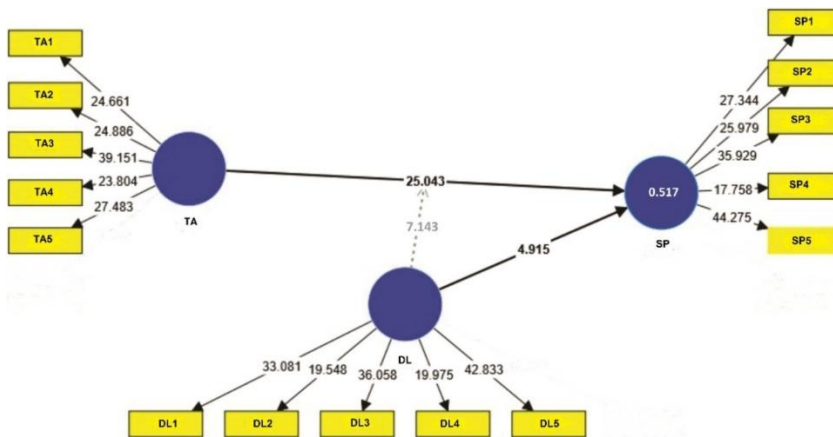 TA1
TA2
TA3
TA4
TA5
24.661
24.886
39.151
23.804
27.483
TA
25.043
7.143
4.915
0.517
SP
SP1
SP2
SP3
SP4
SP5
27.344
25.979
35.929
17.758
44.275
DL
33.081
19.548
36.058
19.975
42.833
DL1
DL2
DL3
DL4
DL5